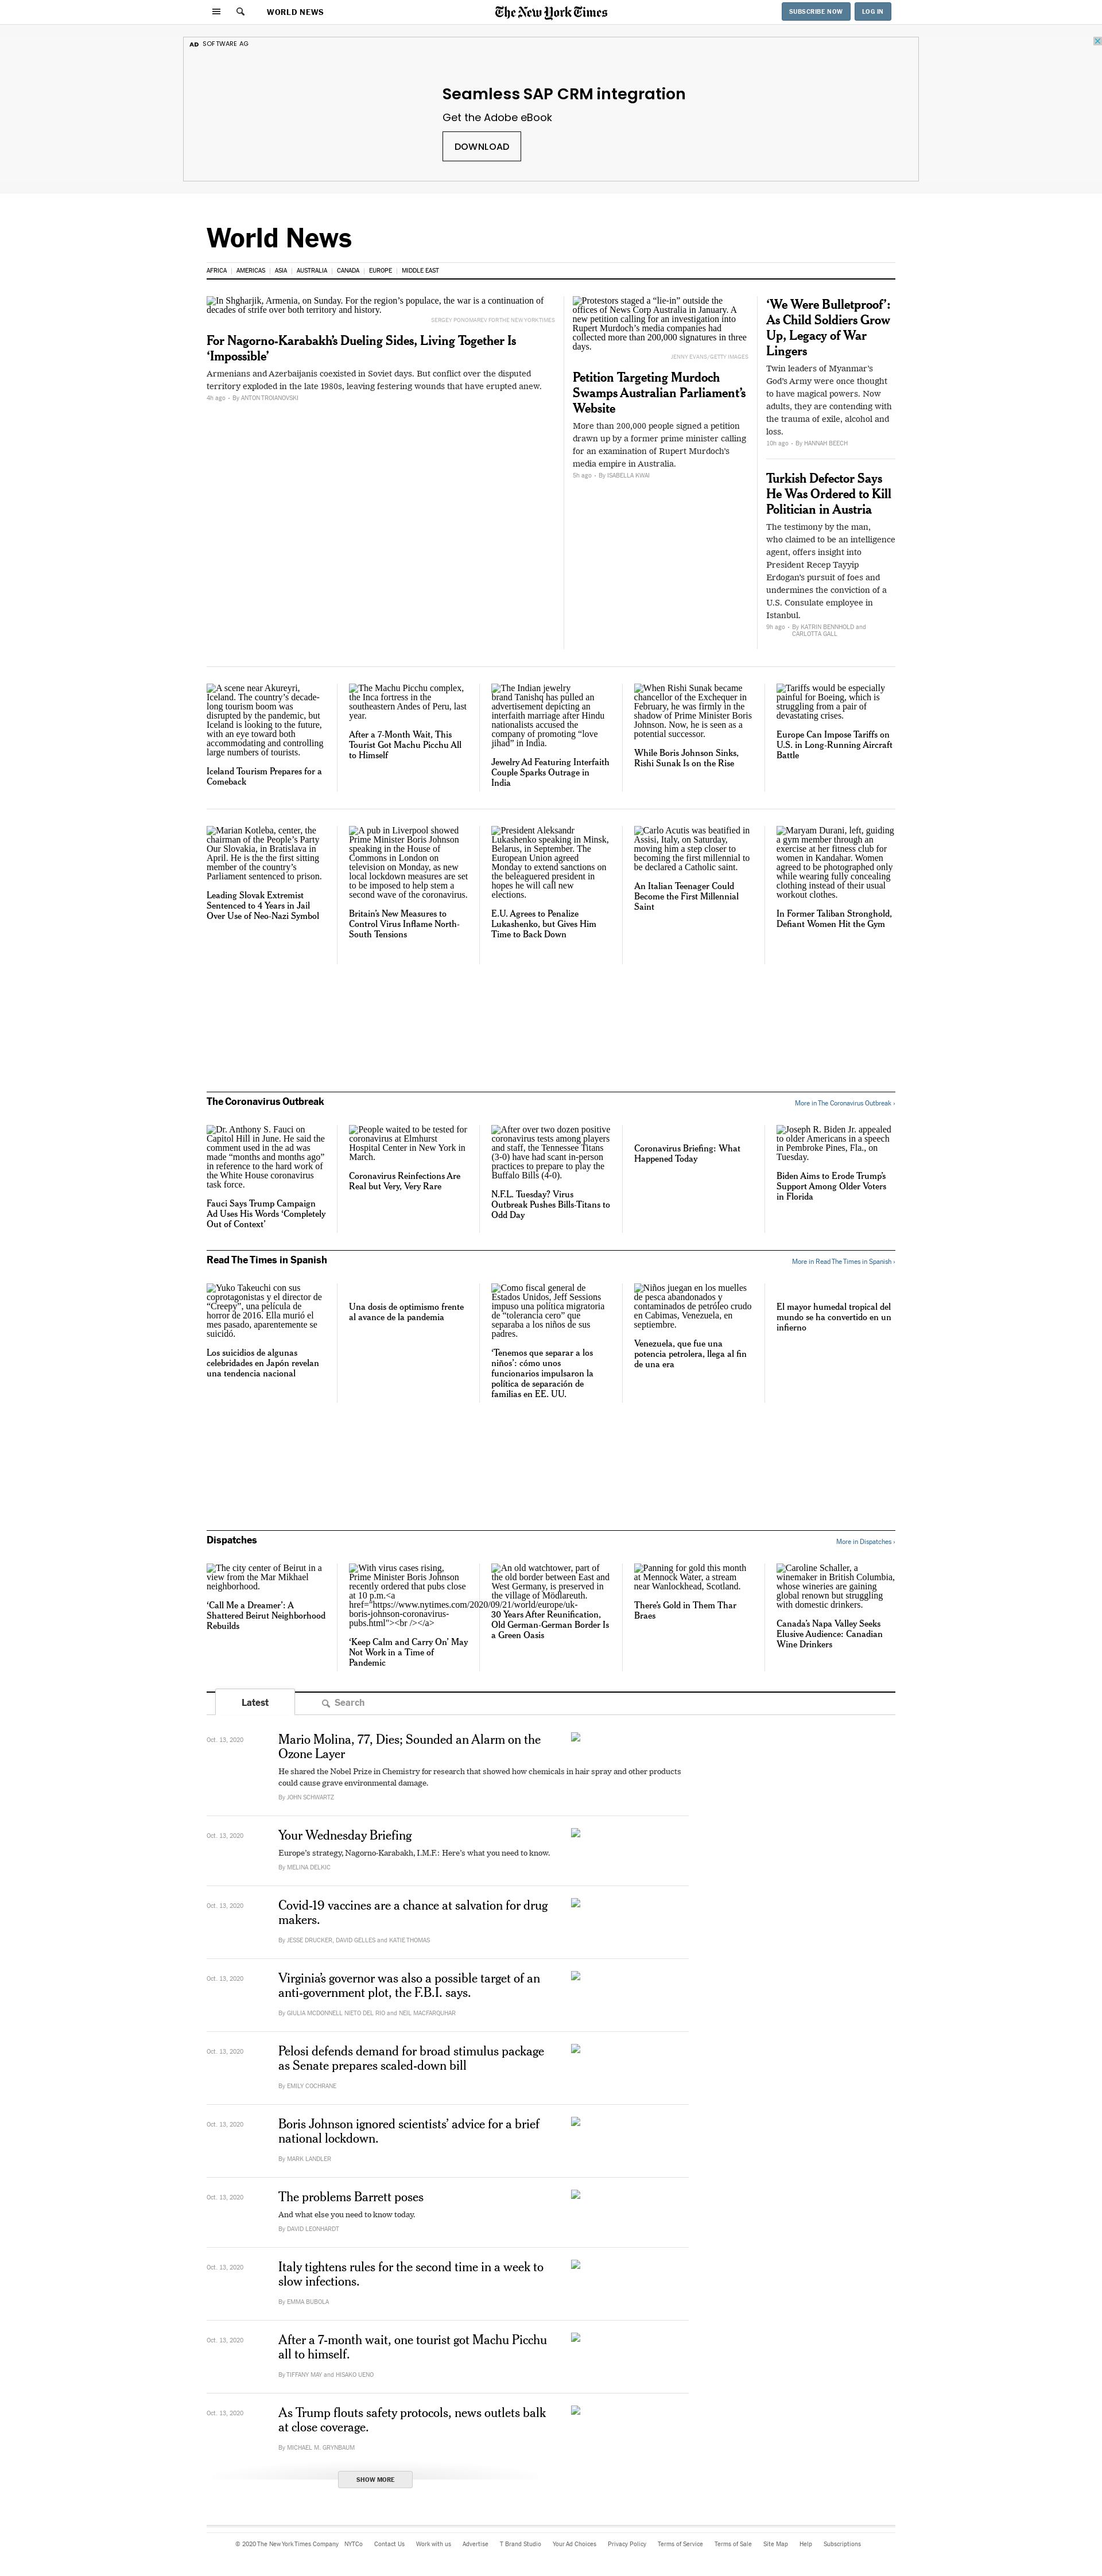 WORLD NEWS
The New York Times
SUBSCRIBE NOW
LOG IN
AD SOFTWARE AG
Seamless SAP CRM integration
Get the Adobe eBook
DOWNLOAD
World News
AFRICA | AMERICAS | ASIA | AUSTRALIA | CANADA | EUROPE | MIDDLE EAST
In Shgharjik, Armenia, on Sunday. For the region’s populace, the war is a continuation of
decades of strife over both territory and history.
SERGEY PONOMAREV FOR THE NEW YORK TIMES
For Nagorno-Karabakh’s Dueling Sides, Living Together Is
‘Impossible’
Armenians and Azerbaijanis coexisted in Soviet days. But conflict over the disputed
territory exploded in the late 1980s, leaving festering wounds that have erupted anew.
4h ago • By ANTON TROIANOVSKI
Protestors staged a “lie-in” outside the
offices of News Corp Australia in January. A
new petition calling for an investigation into
Rupert Murdoch’s media companies had
collected more than 200,000 signatures in three
days.
JENNY EVANS/GETTY IMAGES
Petition Targeting Murdoch
Swamps Australian Parliament’s
Website
More than 200,000 people signed a petition
drawn up by a former prime minister calling
for an examination of Rupert Murdoch’s
media empire in Australia.
5h ago • By ISABELLA KWAI
‘We Were Bulletproof’:
As Child Soldiers Grow
Up, Legacy of War
Lingers
Twin leaders of Myanmar’s
God’s Army were once thought
to have magical powers. Now
adults, they are contending with
the trauma of exile, alcohol and
loss.
10h ago • By HANNAH BEECH
Turkish Defector Says
He Was Ordered to Kill
Politician in Austria
The testimony by the man,
who claimed to be an intelligence
agent, offers insight into
President Recep Tayyip
Erdogan’s pursuit of foes and
undermines the conviction of a
U.S. Consulate employee in
Istanbul.
9h ago • By KATRIN BENNHOLD and
CARLOTTA GALL
A scene near Akureyri,
Iceland. The country’s decade-
long tourism boom was
disrupted by the pandemic, but
Iceland is looking to the future,
with an eye toward both
accommodating and controlling
large numbers of tourists.
Iceland Tourism Prepares for a
Comeback
The Machu Picchu complex,
the Inca fortress in the
southeastern Andes of Peru, last
year.
After a 7-Month Wait, This
Tourist Got Machu Picchu All
to Himself
The Indian jewelry
brand Tanishq has pulled an
advertisement depicting an
interfaith marriage after Hindu
nationalists accused the
company of promoting “love
jihad” in India.
Jewelry Ad Featuring Interfaith
Couple Sparks Outrage in
India
When Rishi Sunak became
chancellor of the Exchequer in
February, he was firmly in the
shadow of Prime Minister Boris
Johnson. Now, he is seen as a
potential successor.
While Boris Johnson Sinks,
Rishi Sunak Is on the Rise
Tariffs would be especially
painful for Boeing, which is
struggling from a pair of
devastating crises.
Europe Can Impose Tariffs on
U.S. in Long-Running Aircraft
Battle
Marian Kotleba, center, the
chairman of the People’s Party
Our Slovakia, in Bratislava in
April. He is the the first sitting
member of the country’s
Parliament sentenced to prison.
Leading Slovak Extremist
Sentenced to 4 Years in Jail
Over Use of Neo-Nazi Symbol
A pub in Liverpool showed
Prime Minister Boris Johnson
speaking in the House of
Commons in London on
television on Monday, as new
local lockdown measures are set
to be imposed to help stem a
second wave of the coronavirus.
Britain’s New Measures to
Control Virus Inflame North-
South Tensions
President Aleksandr
Lukashenko speaking in Minsk,
Belarus, in September. The
European Union agreed
Monday to extend sanctions on
the beleaguered president in
hopes he will call new
elections.
E.U. Agrees to Penalize
Lukashenko, but Gives Him
Time to Back Down
Carlo Acutis was beatified in
Assisi, Italy, on Saturday,
moving him a step closer to
becoming the first millennial to
be declared a Catholic saint.
An Italian Teenager Could
Become the First Millennial
Saint
Maryam Durani, left, guiding
a gym member through an
exercise at her fitness club for
women in Kandahar. Women
agreed to be photographed only
while wearing fully concealing
clothing instead of their usual
workout clothes.
In Former Taliban Stronghold,
Defiant Women Hit the Gym
The Coronavirus Outbreak
More in The Coronavirus Outbreak ›
Dr. Anthony S. Fauci on
Capitol Hill in June. He said the
comment used in the ad was
made “months and months ago”
in reference to the hard work of
the White House coronavirus
task force.
Fauci Says Trump Campaign
Ad Uses His Words ‘Completely
Out of Context’
People waited to be tested for
coronavirus at Elmhurst
Hospital Center in New York in
March.
Coronavirus Reinfections Are
Real but Very, Very Rare
After over two dozen positive
coronavirus tests among players
and staff, the Tennessee Titans
(3-0) have had scant in-person
practices to prepare to play the
Buffalo Bills (4-0).
N.F.L. Tuesday? Virus
Outbreak Pushes Bills-Titans to
Odd Day
Coronavirus Briefing: What
Happened Today
Joseph R. Biden Jr. appealed
to older Americans in a speech
in Pembroke Pines, Fla., on
Tuesday.
Biden Aims to Erode Trump’s
Support Among Older Voters
in Florida
Read The Times in Spanish
More in Read The Times in Spanish ›
Yuko Takeuchi con sus
coprotagonistas y el director de
“Creepy”, una película de
horror de 2016. Ella murió el
mes pasado, aparentemente se
suicidó.
Los suicidios de algunas
celebridades en Japón revelan
una tendencia nacional
Una dosis de optimismo frente
al avance de la pandemia
Como fiscal general de
Estados Unidos, Jeff Sessions
impuso una política migratoria
de “tolerancia cero” que
separaba a los niños de sus
padres.
‘Tenemos que separar a los
niños’: cómo unos
funcionarios impulsaron la
política de separación de
familias en EE. UU.
Niños juegan en los muelles
de pesca abandonados y
contaminados de petróleo crudo
en Cabimas, Venezuela, en
septiembre.
Venezuela, que fue una
potencia petrolera, llega al fin
de una era
El mayor humedal tropical del
mundo se ha convertido en un
infierno
Dispatches
More in Dispatches ›
The city center of Beirut in a
view from the Mar Mikhael
neighborhood.
‘Call Me a Dreamer’: A
Shattered Beirut Neighborhood
Rebuilds
With virus cases rising,
Prime Minister Boris Johnson
recently ordered that pubs close
at 10 p.m.<a
href="https://www.nytimes.com/2020/09/21/world/europe/uk-
boris-johnson-coronavirus-
pubs.html"><br /></a>
‘Keep Calm and Carry On’ May
Not Work in a Time of
Pandemic
An old watchtower, part of
the old border between East and
West Germany, is preserved in
the village of Mödlareuth.
30 Years After Reunification,
Old German-German Border Is
a Green Oasis
Panning for gold this month
at Mennock Water, a stream
near Wanlockhead, Scotland.
There’s Gold in Them Thar
Braes
Caroline Schaller, a
winemaker in British Columbia,
whose wineries are gaining
global renown but struggling
with domestic drinkers.
Canada’s Napa Valley Seeks
Elusive Audience: Canadian
Wine Drinkers
Latest
Search
Oct. 13, 2020
Mario Molina, 77, Dies; Sounded an Alarm on the
Ozone Layer
He shared the Nobel Prize in Chemistry for research that showed how chemicals in hair spray and other products
could cause grave environmental damage.
By JOHN SCHWARTZ
Oct. 13, 2020
Your Wednesday Briefing
Europe’s strategy, Nagorno-Karabakh, I.M.F.: Here’s what you need to know.
By MELINA DELKIC
Oct. 13, 2020
Covid-19 vaccines are a chance at salvation for drug
makers.
By JESSE DRUCKER, DAVID GELLES and KATIE THOMAS
Oct. 13, 2020
Virginia’s governor was also a possible target of an
anti-government plot, the F.B.I. says.
By GIULIA MCDONNELL NIETO DEL RIO and NEIL MACFARQUHAR
Oct. 13, 2020
Pelosi defends demand for broad stimulus package
as Senate prepares scaled-down bill
By EMILY COCHRANE
Oct. 13, 2020
Boris Johnson ignored scientists’ advice for a brief
national lockdown.
By MARK LANDLER
Oct. 13, 2020
The problems Barrett poses
And what else you need to know today.
By DAVID LEONHARDT
Oct. 13, 2020
Italy tightens rules for the second time in a week to
slow infections.
By EMMA BUBOLA
Oct. 13, 2020
After a 7-month wait, one tourist got Machu Picchu
all to himself.
By TIFFANY MAY and HISAKO UENO
Oct. 13, 2020
As Trump flouts safety protocols, news outlets balk
at close coverage.
By MICHAEL M. GRYNBAUM
SHOW MORE
© 2020 The New York Times Company NYTCo Contact Us Work with us Advertise T Brand Studio Your Ad Choices Privacy Policy Terms of Service Terms of Sale Site Map Help Subscriptions